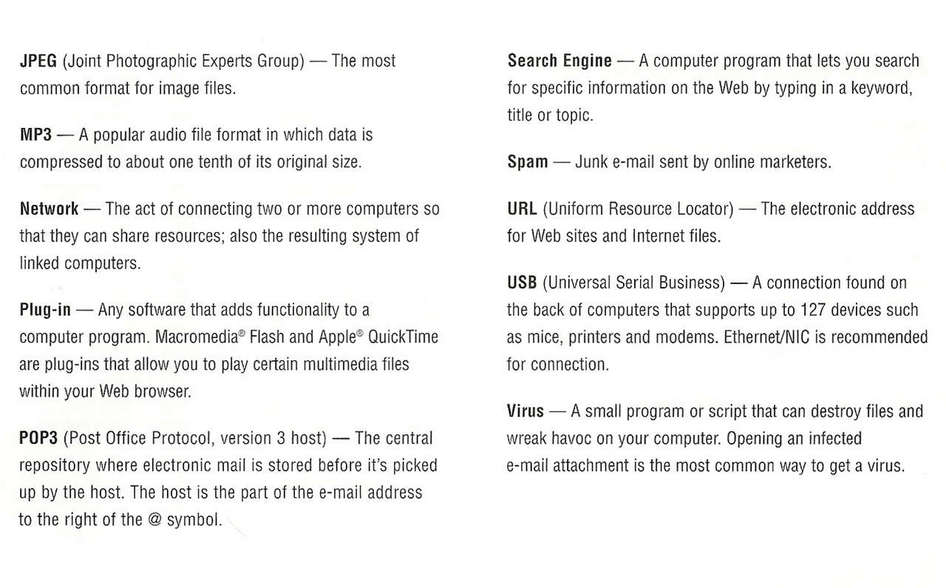 JPEG (Joint Photographic Experts Group) — The most
common format for image files.
MP3 — A popular audio file format in which data is
compressed to about one tenth of its original size.
Network — The act of connecting two or more computers so
that they can share resources; also the resulting system of
linked computers.
Plug-in — Any software that adds functionality to a
computer program. Macromedia® Flash and Apple® QuickTime
are plug-ins that allow you to play certain multimedia files
within your Web browser.
POP3 (Post Office Protocol, version 3 host) — The central
repository where electronic mail is stored before it's picked
up by the host. The host is the part of the e-mail address
to the right of the @ symbol.
Search Engine — A computer program that lets you search
for specific information on the Web by typing in a keyword,
title or topic.
Spam — Junk e-mail sent by online marketers.
URL (Uniform Resource Locator) — The electronic address
for Web sites and Internet files.
USB (Universal Serial Business) — A connection found on
the back of computers that supports up to 127 devices such
as mice, printers and modems. Ethernet/NIC is recommended
for connection.
Virus — A small program or script that can destroy files and
wreak havoc on your computer. Opening an infected
e-mail attachment is the most common way to get a virus.